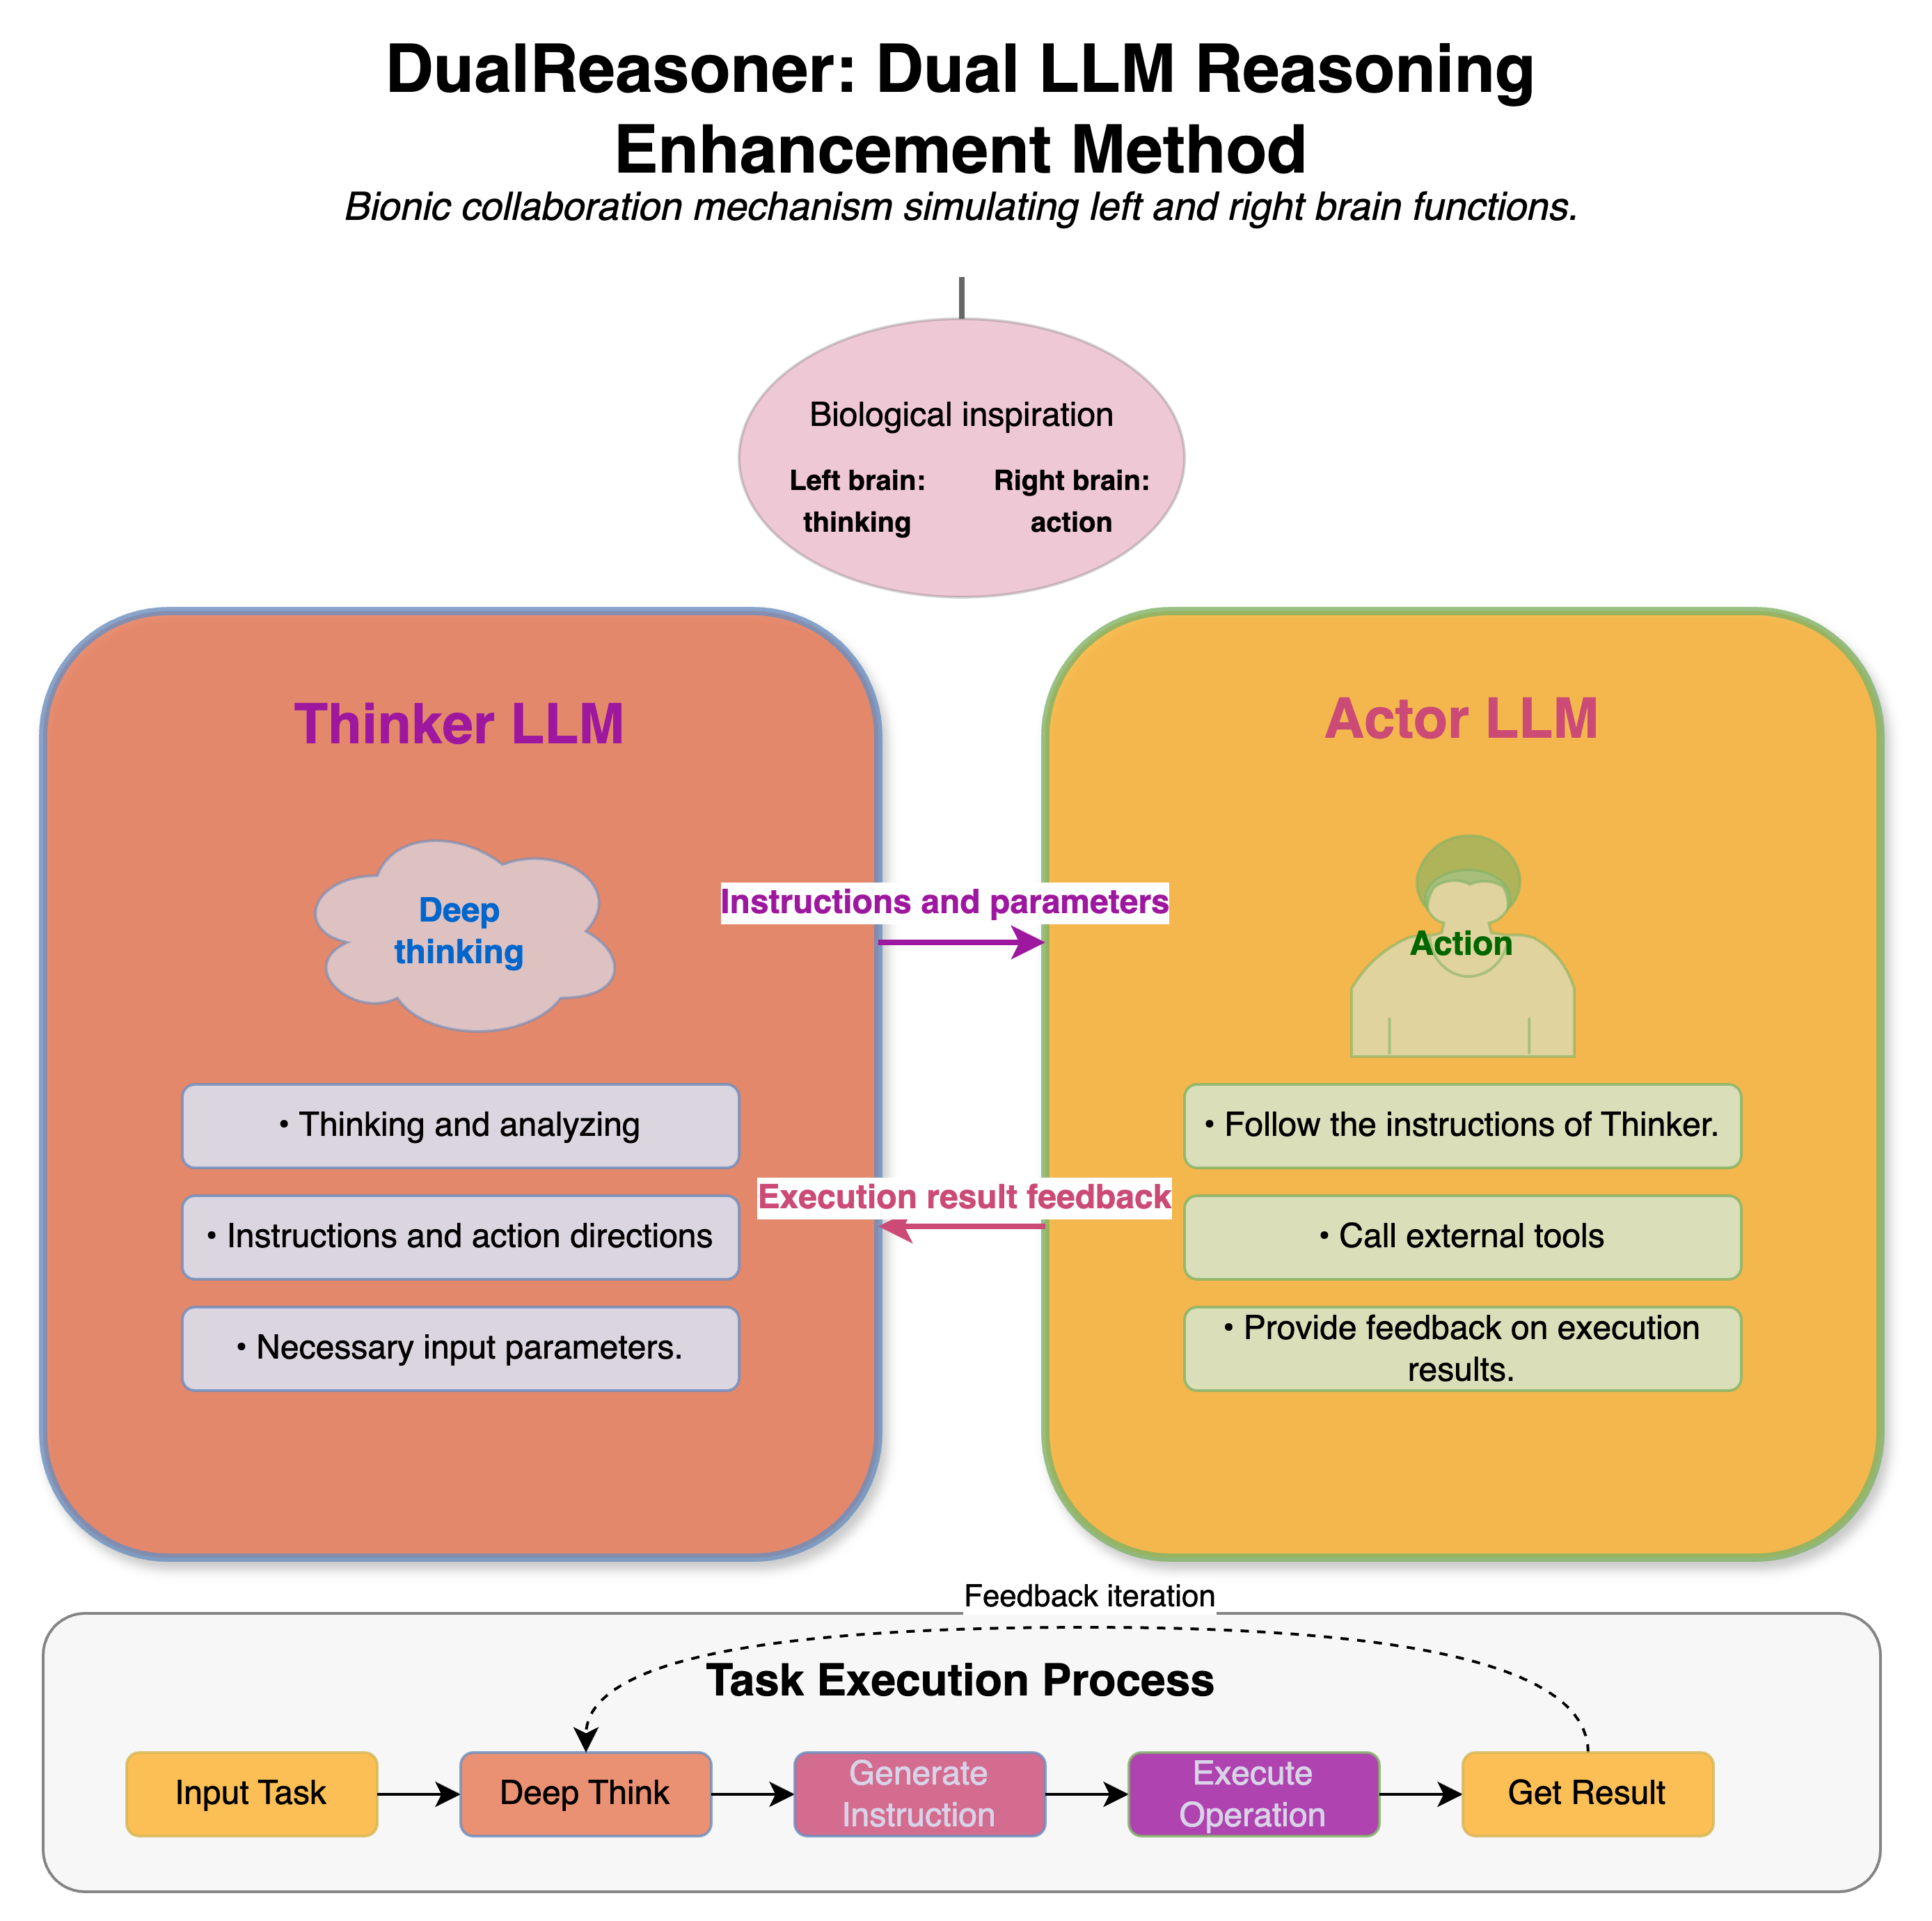 DualReasoner: Dual LLM Reasoning
Enhancement Method
Bionic collaboration mechanism simulating left and right brain functions.
Biological inspiration
Left brain:
thinking
Right brain:
action
Thinker LLM
Deep
thinking
• Thinking and analyzing
• Instructions and action directions
• Necessary input parameters.
Instructions and parameters
Execution result feedback
Actor LLM
Action
• Follow the instructions of Thinker.
• Call external tools
• Provide feedback on execution
results.
Feedback iteration
Task Execution Process
Input Task
Deep Think
Generate
Instruction
Execute
Operation
Get Result